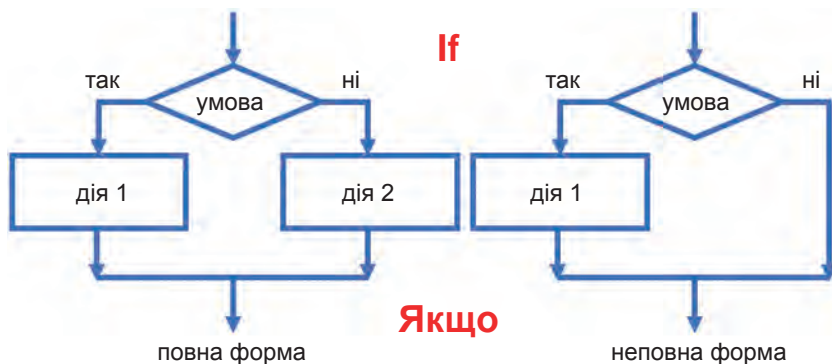 If
так
ні
умова
дія 1
дія 2
так
ні
умова
дія 1
Якщо
повна форма
неповна форма